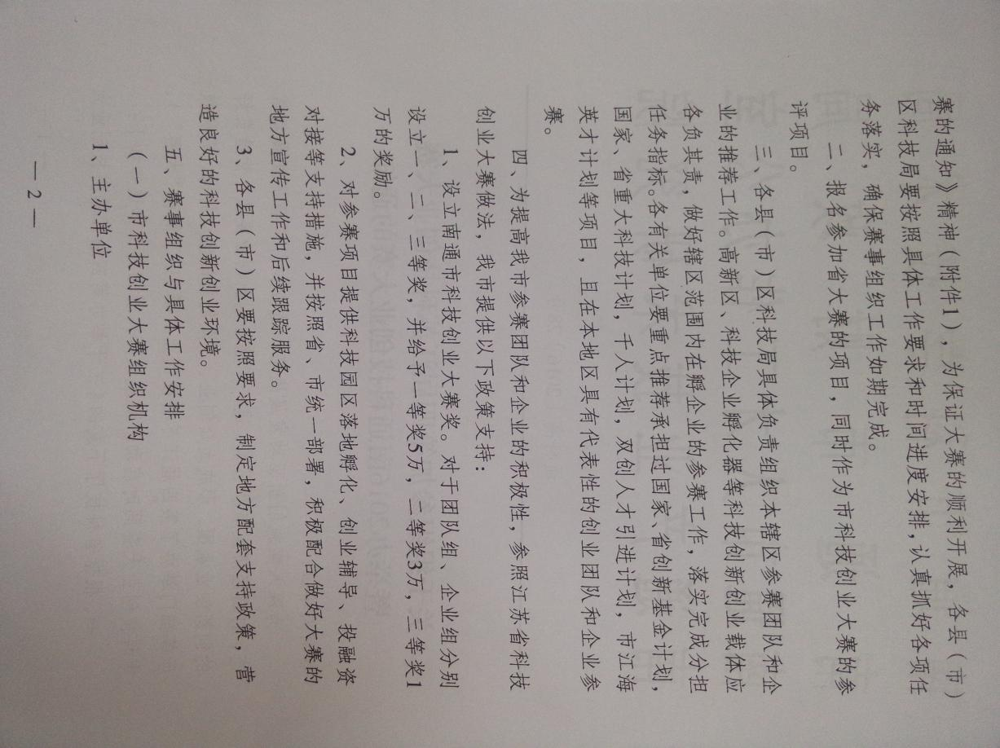 赛的通知》精神（附件1），为保证大赛的顺利开展，各县（市）
区科技局要按照具体工作要求和时间进度安排,认真抓好各项任
务落实，确保赛事组织工作如期完成。
二、报名参加省大赛的项目，同时作为市科技创业大赛的参
评项目。
三、各县（市）区科技局具体负责组织本辖区参赛团队和企
业的推荐工作。高新区、科技企业孵化器等科技创新创业载体应
各负其责，做好辖区范围内在孵企业的参赛工作，落实完成分担
任务指标。各有关单位要重点推荐承担过国家、省创新基金计划，
国家、省重大科技计划，千人计划，双创人才引进计划，市江海
英才计划等项目，且在本地区具有代表性的创业团队和企业参
赛。
四、为提高我市参赛团队和企业的积极性，参照江苏省科技
创业大赛做法，我市提供以下政策支持：
1、设立南通市科技创业大赛奖。对于团队组、企业组分别
设立一、二、三等奖，并给予一等奖5万，二等奖3万，三等奖1
万的奖励。
2、对参赛项目提供科技园区落地孵化、创业辅导、投融资
对接等支持措施，并按照省、市统一部署，积极配合做好大赛的
地方宣传工作和后续跟踪服务。
3、各县（市）区要按照要求，制定地方配套支持政策，营
造良好的科技创新创业环境。
五、赛事组织与具体工作安排
（一）市科技创业大赛组织机构
1、主办单位
— 2 —